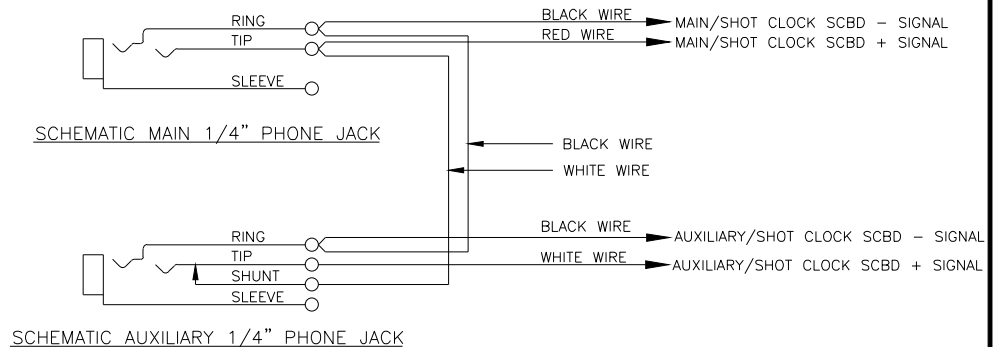 RING
BLACK WIRE
MAIN/SHOT CLOCK SCBD – SIGNAL
TIP
RED WIRE
MAIN/SHOT CLOCK SCBD + SIGNAL
SLEEVE
SCHEMATIC MAIN 1/4" PHONE JACK
BLACK WIRE
WHITE WIRE
RING
BLACK WIRE
AUXILIARY/SHOT CLOCK SCBD – SIGNAL
TIP
WHITE WIRE
AUXILIARY/SHOT CLOCK SCBD + SIGNAL
SHUNT
SLEEVE
SCHEMATIC AUXILIARY 1/4" PHONE JACK